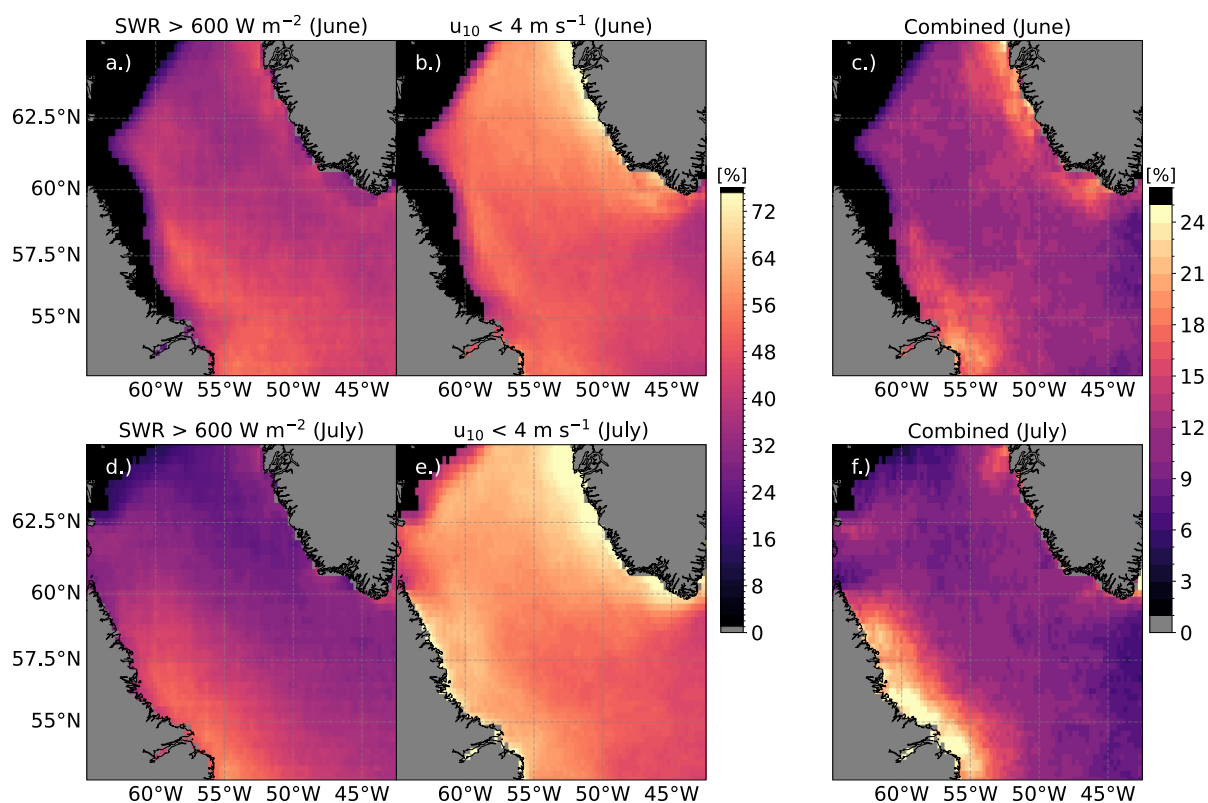 SWR > 600 W m⁻² (June)
u₁₀ < 4 m s⁻¹ (June)
Combined (June)
a.)
b.)
c.)
62.5°N
60°N
57.5°N
55°N
60°W 55°W 50°W 45°W
60°W 55°W 50°W 45°W
60°W 55°W 50°W 45°W
SWR > 600 W m⁻² (July)
u₁₀ < 4 m s⁻¹ (July)
Combined (July)
d.)
e.)
f.)
62.5°N
60°N
57.5°N
55°N
60°W 55°W 50°W 45°W
60°W 55°W 50°W 45°W
60°W 55°W 50°W 45°W
[%]
72
64
56
48
40
32
24
16
8
0
[%]
24
21
18
15
12
9
6
3
0